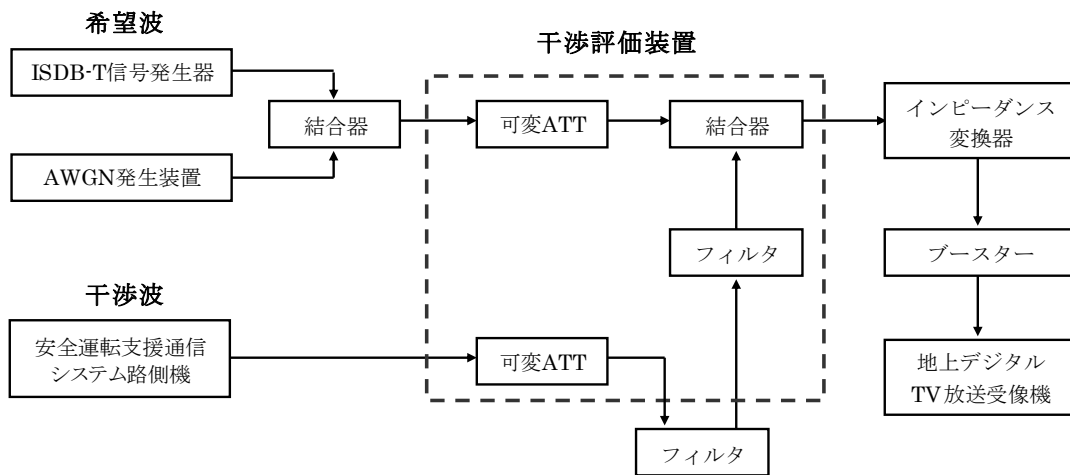 希望波
ISDB-T信号発生器
AWGN発生装置
結合器
干渉評価装置
可変ATT
結合器
フィルタ
インピーダンス
変換器
ブースター
地上デジタル
TV放送受像機
干渉波
安全運転支援通信
システム路側機
可変ATT
フィルタ